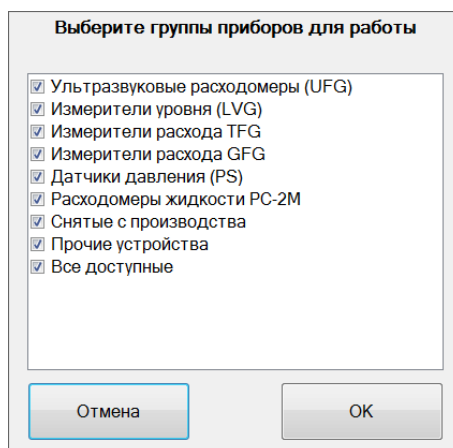 Выберите группы приборов для работы
Ультразвуковые расходомеры (UFG)
Измерители уровня (LVG)
Измерители расхода TFG
Измерители расхода GFG
Датчики давления (PS)
Расходомеры жидкости РС-2М
Снятые с производства
Прочие устройства
Все доступные
Отмена
OK